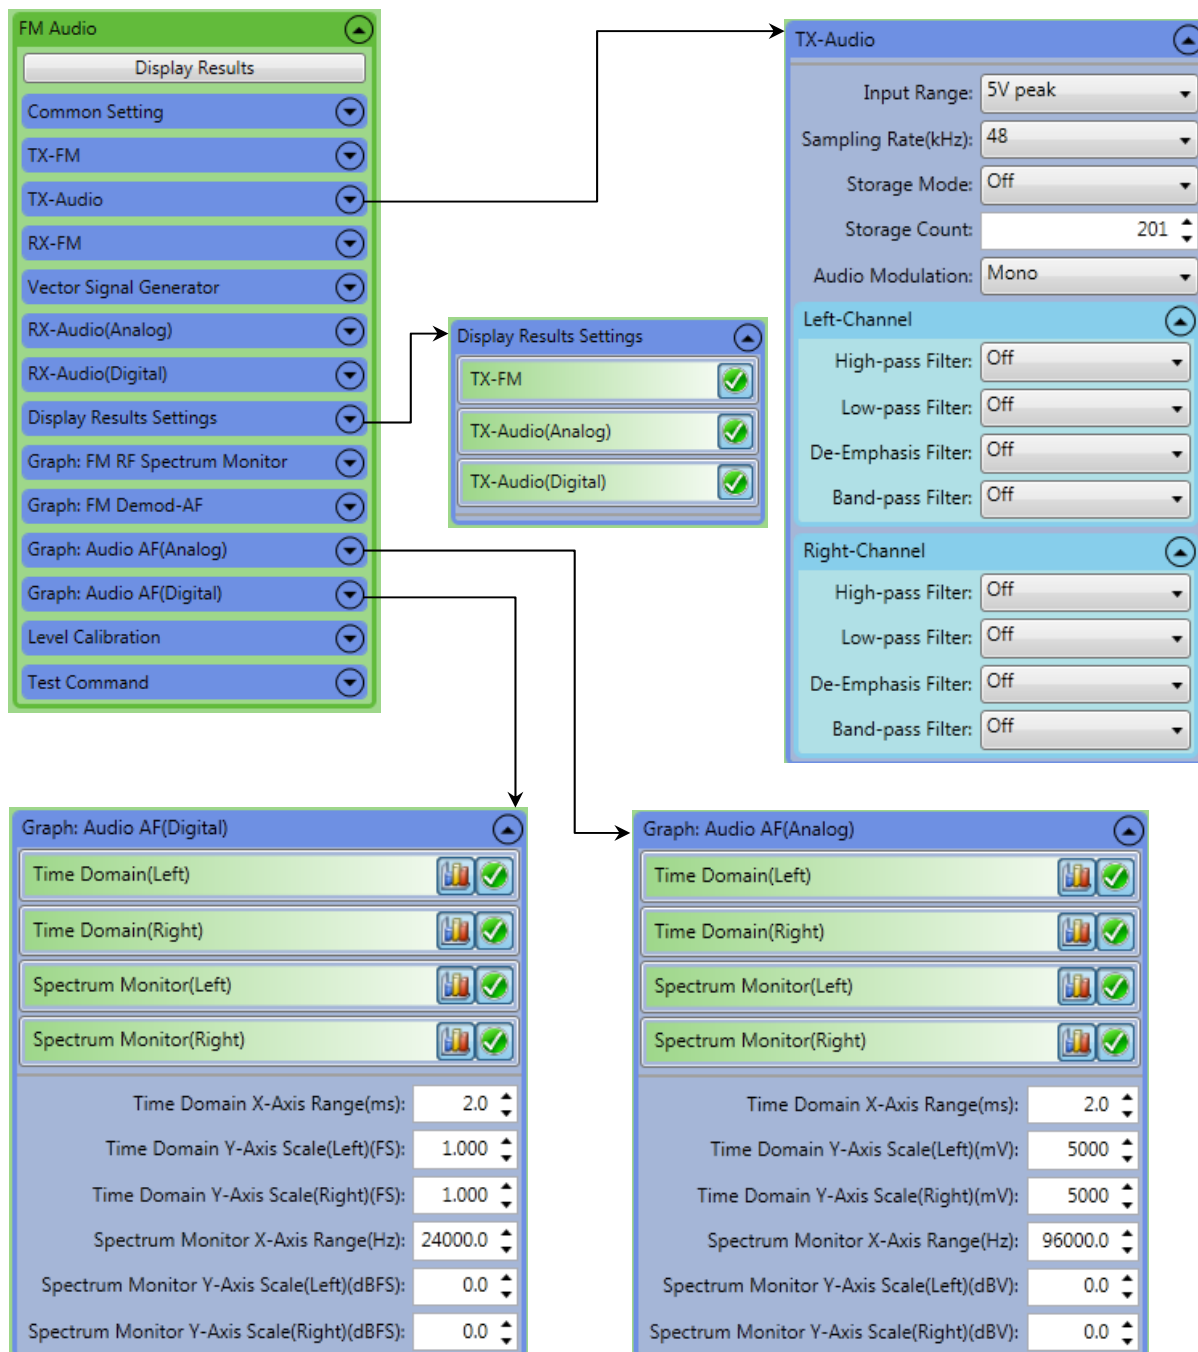 FM Audio
Display Results
Common Setting
TX-FM
TX-Audio
RX-FM
Vector Signal Generator
RX-Audio(Analog)
RX-Audio(Digital)
Display Results Settings
Graph: FM RF Spectrum Monitor
Graph: FM Demod-AF
Graph: Audio AF(Analog)
Graph: Audio AF(Digital)
Level Calibration
Test Command
Display Results Settings
TX-FM
TX-Audio(Analog)
TX-Audio(Digital)
TX-Audio
Input Range: 5V peak
Sampling Rate(kHz): 48
Storage Mode: Off
Storage Count: 201
Audio Modulation: Mono
Left-Channel
High-pass Filter: Off
Low-pass Filter: Off
De-Emphasis Filter: Off
Band-pass Filter: Off
Right-Channel
High-pass Filter: Off
Low-pass Filter: Off
De-Emphasis Filter: Off
Band-pass Filter: Off
Graph: Audio AF(Digital)
Time Domain(Left)
Time Domain(Right)
Spectrum Monitor(Left)
Spectrum Monitor(Right)
Time Domain X-Axis Range(ms): 2.0
Time Domain Y-Axis Scale(Left)(FS): 1.000
Time Domain Y-Axis Scale(Right)(FS): 1.000
Spectrum Monitor X-Axis Range(Hz): 24000.0
Spectrum Monitor Y-Axis Scale(Left)(dBFS): 0.0
Spectrum Monitor Y-Axis Scale(Right)(dBFS): 0.0
Graph: Audio AF(Analog)
Time Domain(Left)
Time Domain(Right)
Spectrum Monitor(Left)
Spectrum Monitor(Right)
Time Domain X-Axis Range(ms): 2.0
Time Domain Y-Axis Scale(Left)(mV): 5000
Time Domain Y-Axis Scale(Right)(mV): 5000
Spectrum Monitor X-Axis Range(Hz): 96000.0
Spectrum Monitor Y-Axis Scale(Left)(dBV): 0.0
Spectrum Monitor Y-Axis Scale(Right)(dBV): 0.0